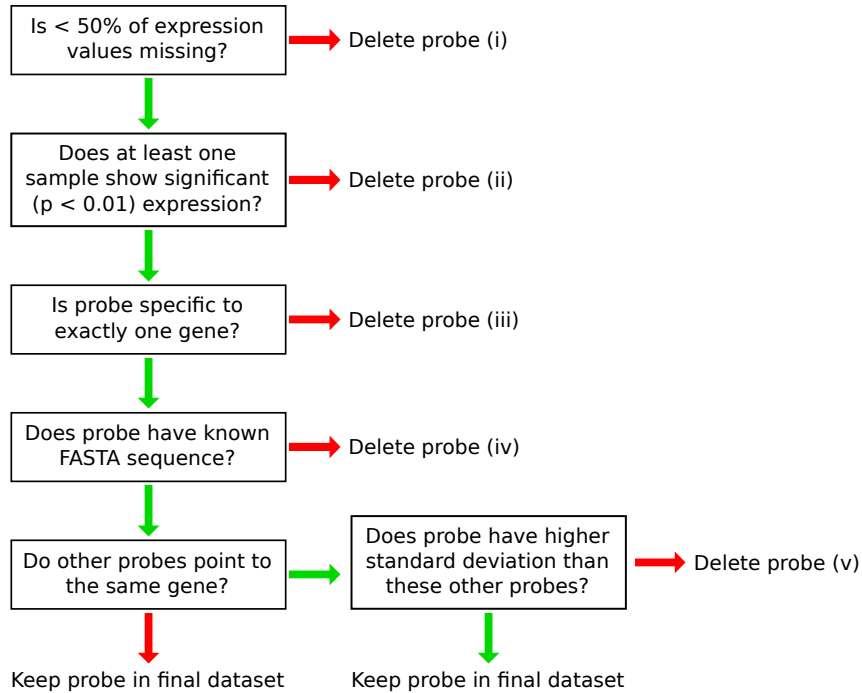 Is < 50% of expression
values missing?
Delete probe (i)
Does at least one
sample show significant
(p < 0.01) expression?
Delete probe (ii)
Is probe specific to
exactly one gene?
Delete probe (iii)
Does probe have known
FASTA sequence?
Delete probe (iv)
Do other probes point to
the same gene?
Does probe have higher
standard deviation than
these other probes?
Delete probe (v)
Keep probe in final dataset
Keep probe in final dataset